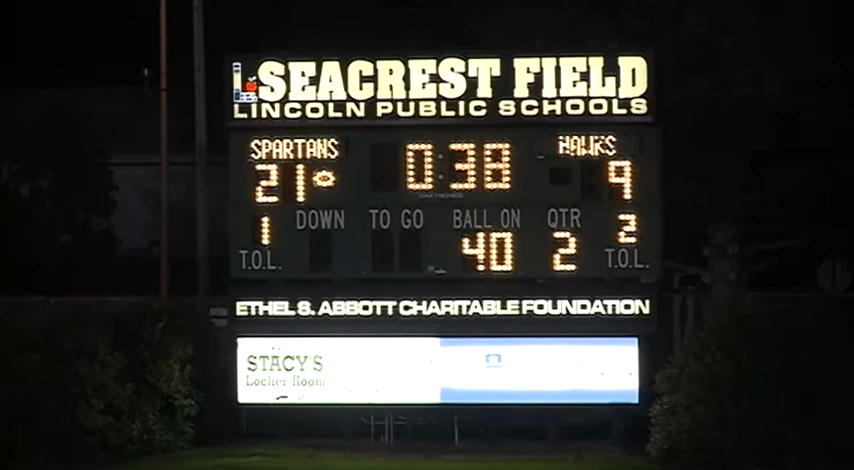 SEACREST FIELD
LINCOLN PUBLIC SCHOOLS
SPARTANS 0:38 HAWKS
21 9
1 DOWN TO GO BALL ON QTR 2
T.O.L. 40 2 T.O.L.
ETHEL S. ABBOTT CHARITABLE FOUNDATION
STACY'S
Locker Room